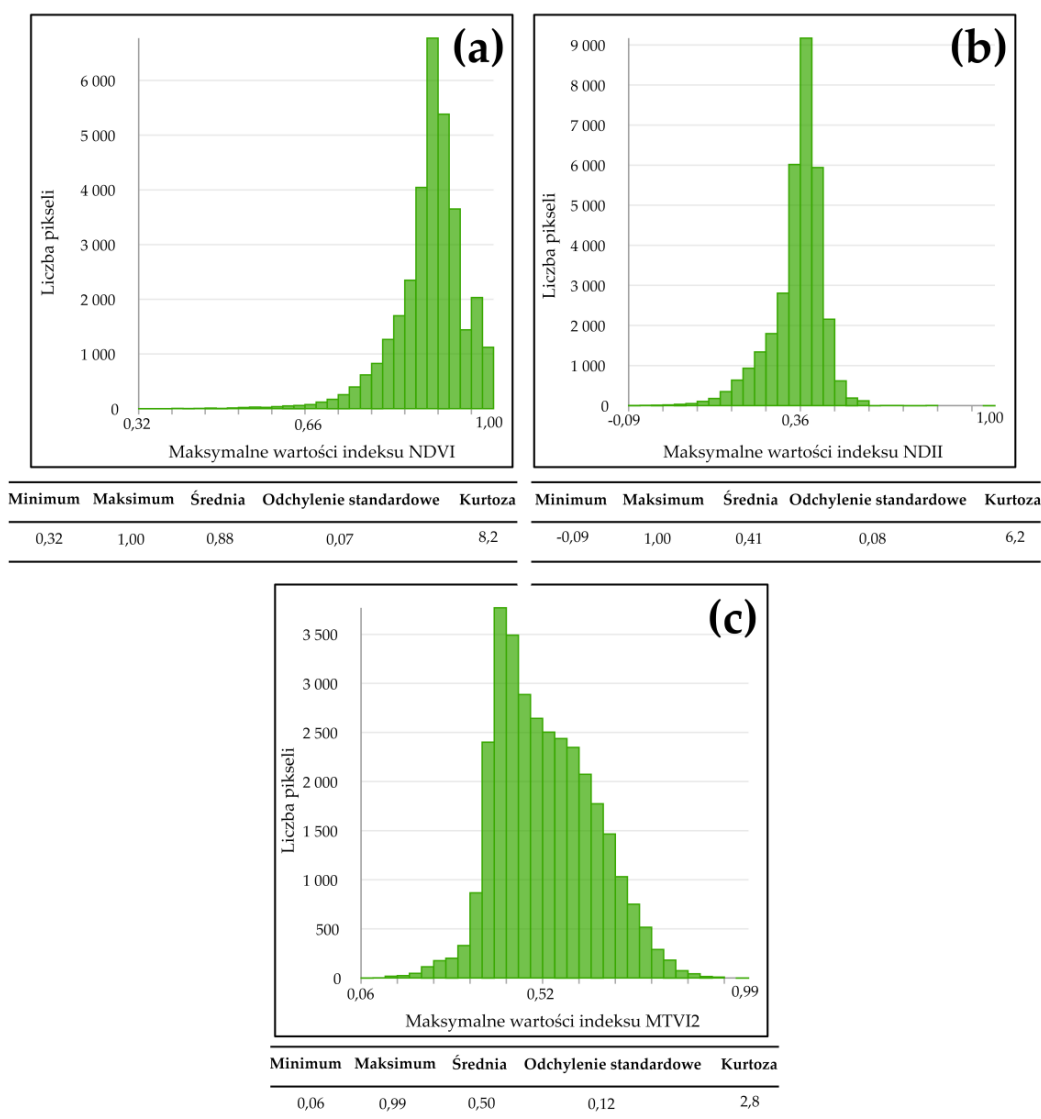 (a)
6 000
5 000
4 000
3 000
2 000
1 000
0
Liczba pikseli
0,32 0,66 1,00
Maksymalne wartości indeksu NDVI
Minimum Maksimum Średnia Odchylenie standardowe Kurtoza
0,32 1,00 0,88 0,07 8,2
(b)
9 000
8 000
7 000
6 000
5 000
4 000
3 000
2 000
1 000
0
Liczba pikseli
-0,09 0,36 1,00
Maksymalne wartości indeksu NDII
Minimum Maksimum Średnia Odchylenie standardowe Kurtoza
-0,09 1,00 0,41 0,08 6,2
(c)
3 500
3 000
2 500
2 000
1 500
1 000
500
0
Liczba pikseli
0,06 0,52 0,99
Maksymalne wartości indeksu MTVI2
Minimum Maksimum Średnia Odchylenie standardowe Kurtoza
0,06 0,99 0,50 0,12 2,8